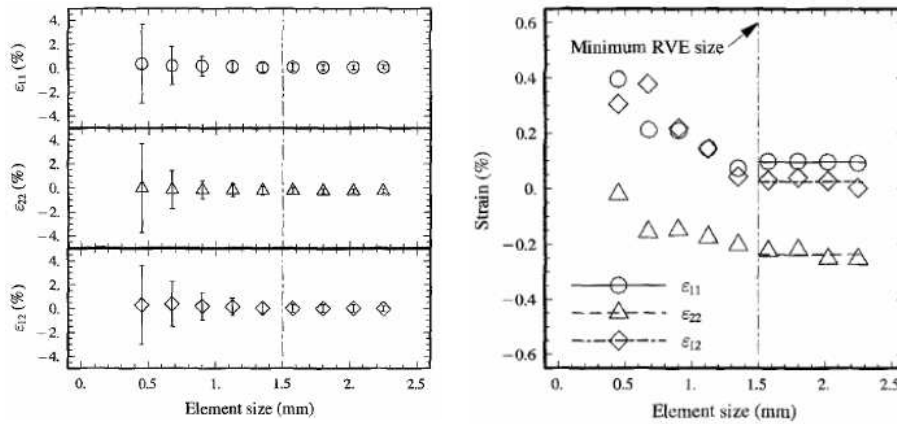 4.
2.
0.
−2.
−4.
ε11 (%)
4.
2.
0.
−2.
−4.
ε22 (%)
4.
2.
0.
−2.
−4.
ε12 (%)
0. 0.5 1. 1.5 2. 2.5
Element size (mm)
0.6
0.4
0.2
0.
−0.2
−0.4
−0.6
Strain (%)
Minimum RVE size
ε11
ε22
ε12
0. 0.5 1. 1.5 2. 2.5
Element size (mm)